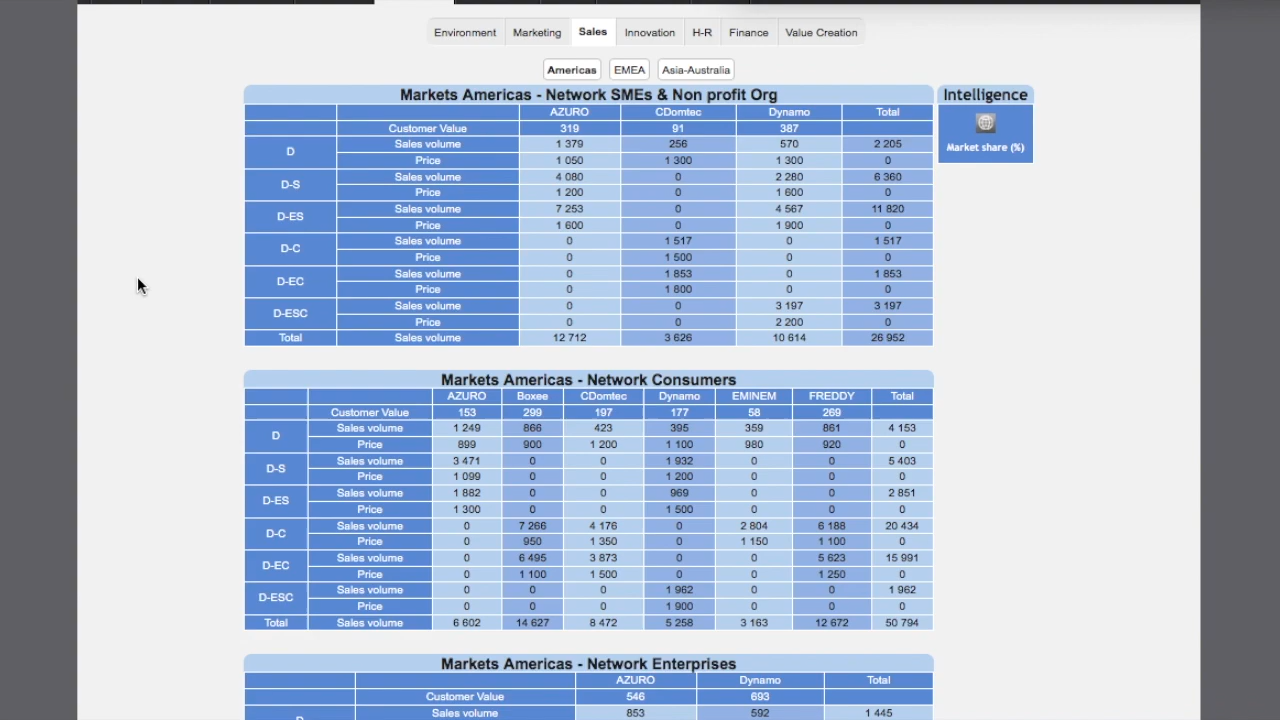 Environment Marketing Sales Innovation H-R Finance Value Creation
Americas EMEA Asia-Australia
Markets Americas - Network SMEs & Non profit Org
AZURO CDomtec Dynamo Total
Customer Value 319 91 387
D Sales volume 1 379 256 570 2 205
Price 1 050 1 300 1 300 0
D-S Sales volume 4 080 0 2 280 6 360
Price 1 200 0 1 600 0
D-ES Sales volume 7 253 0 4 567 11 820
Price 1 600 0 1 900 0
D-C Sales volume 0 1 517 0 1 517
Price 0 1 500 0 0
D-EC Sales volume 0 1 853 0 1 853
Price 0 1 800 0 0
D-ESC Sales volume 0 0 3 197 3 197
Price 0 0 2 200 0
Total Sales volume 12 712 3 626 10 614 26 952
Intelligence
Market share (%)
Markets Americas - Network Consumers
AZURO Boxee CDomtec Dynamo EMINEM FREDDY Total
Customer Value 153 299 197 177 58 269
D Sales volume 1 249 866 423 395 359 861 4 153
Price 899 900 1 200 1 100 980 920 0
D-S Sales volume 3 471 0 0 1 932 0 0 5 403
Price 1 099 0 0 1 200 0 0 0
D-ES Sales volume 1 882 0 0 969 0 0 2 851
Price 1 300 0 0 1 500 0 0 0
D-C Sales volume 0 7 266 4 176 0 2 804 6 188 20 434
Price 0 950 1 350 0 1 150 1 100 0
D-EC Sales volume 0 6 495 3 873 0 0 5 623 15 991
Price 0 1 100 1 500 0 0 1 250 0
D-ESC Sales volume 0 0 0 1 962 0 0 1 962
Price 0 0 0 1 900 0 0 0
Total Sales volume 6 602 14 627 8 472 5 258 3 163 12 672 50 794
Markets Americas - Network Enterprises
AZURO Dynamo Total
Customer Value 546 693
Sales volume 853 592 1 445